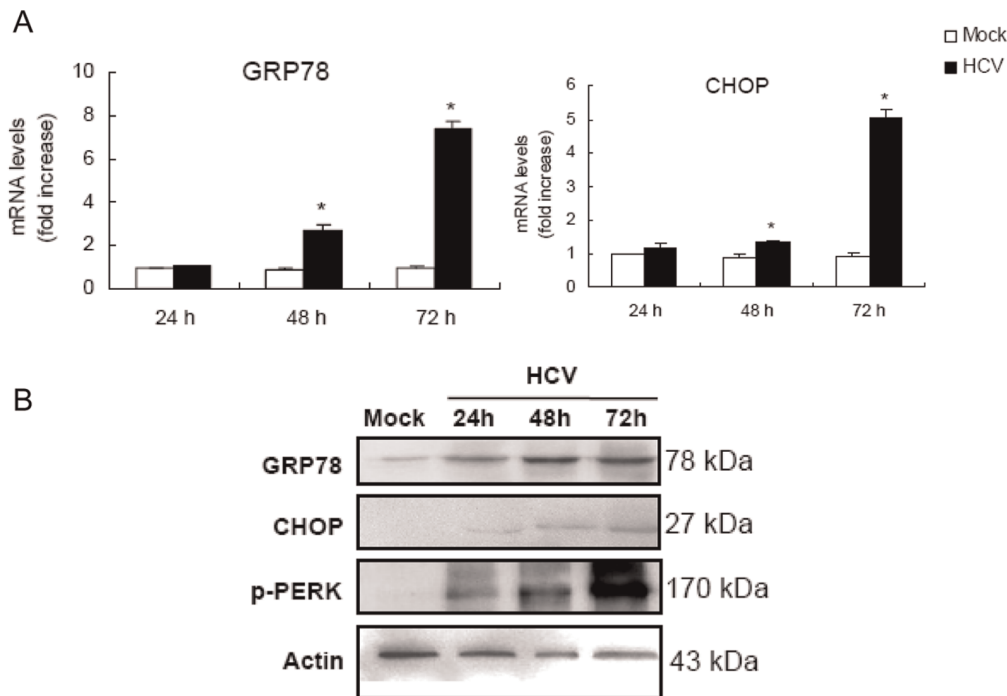 A
Mock
HCV
GRP78
mRNA levels
(fold increase)
10
8
6
4
2
0
*
*
24 h
48 h
72 h
CHOP
mRNA levels
(fold increase)
6
5
4
3
2
1
0
*
*
24 h
48 h
72 h
B
HCV
Mock 24h 48h 72h
GRP78 78 kDa
CHOP 27 kDa
p-PERK 170 kDa
Actin 43 kDa